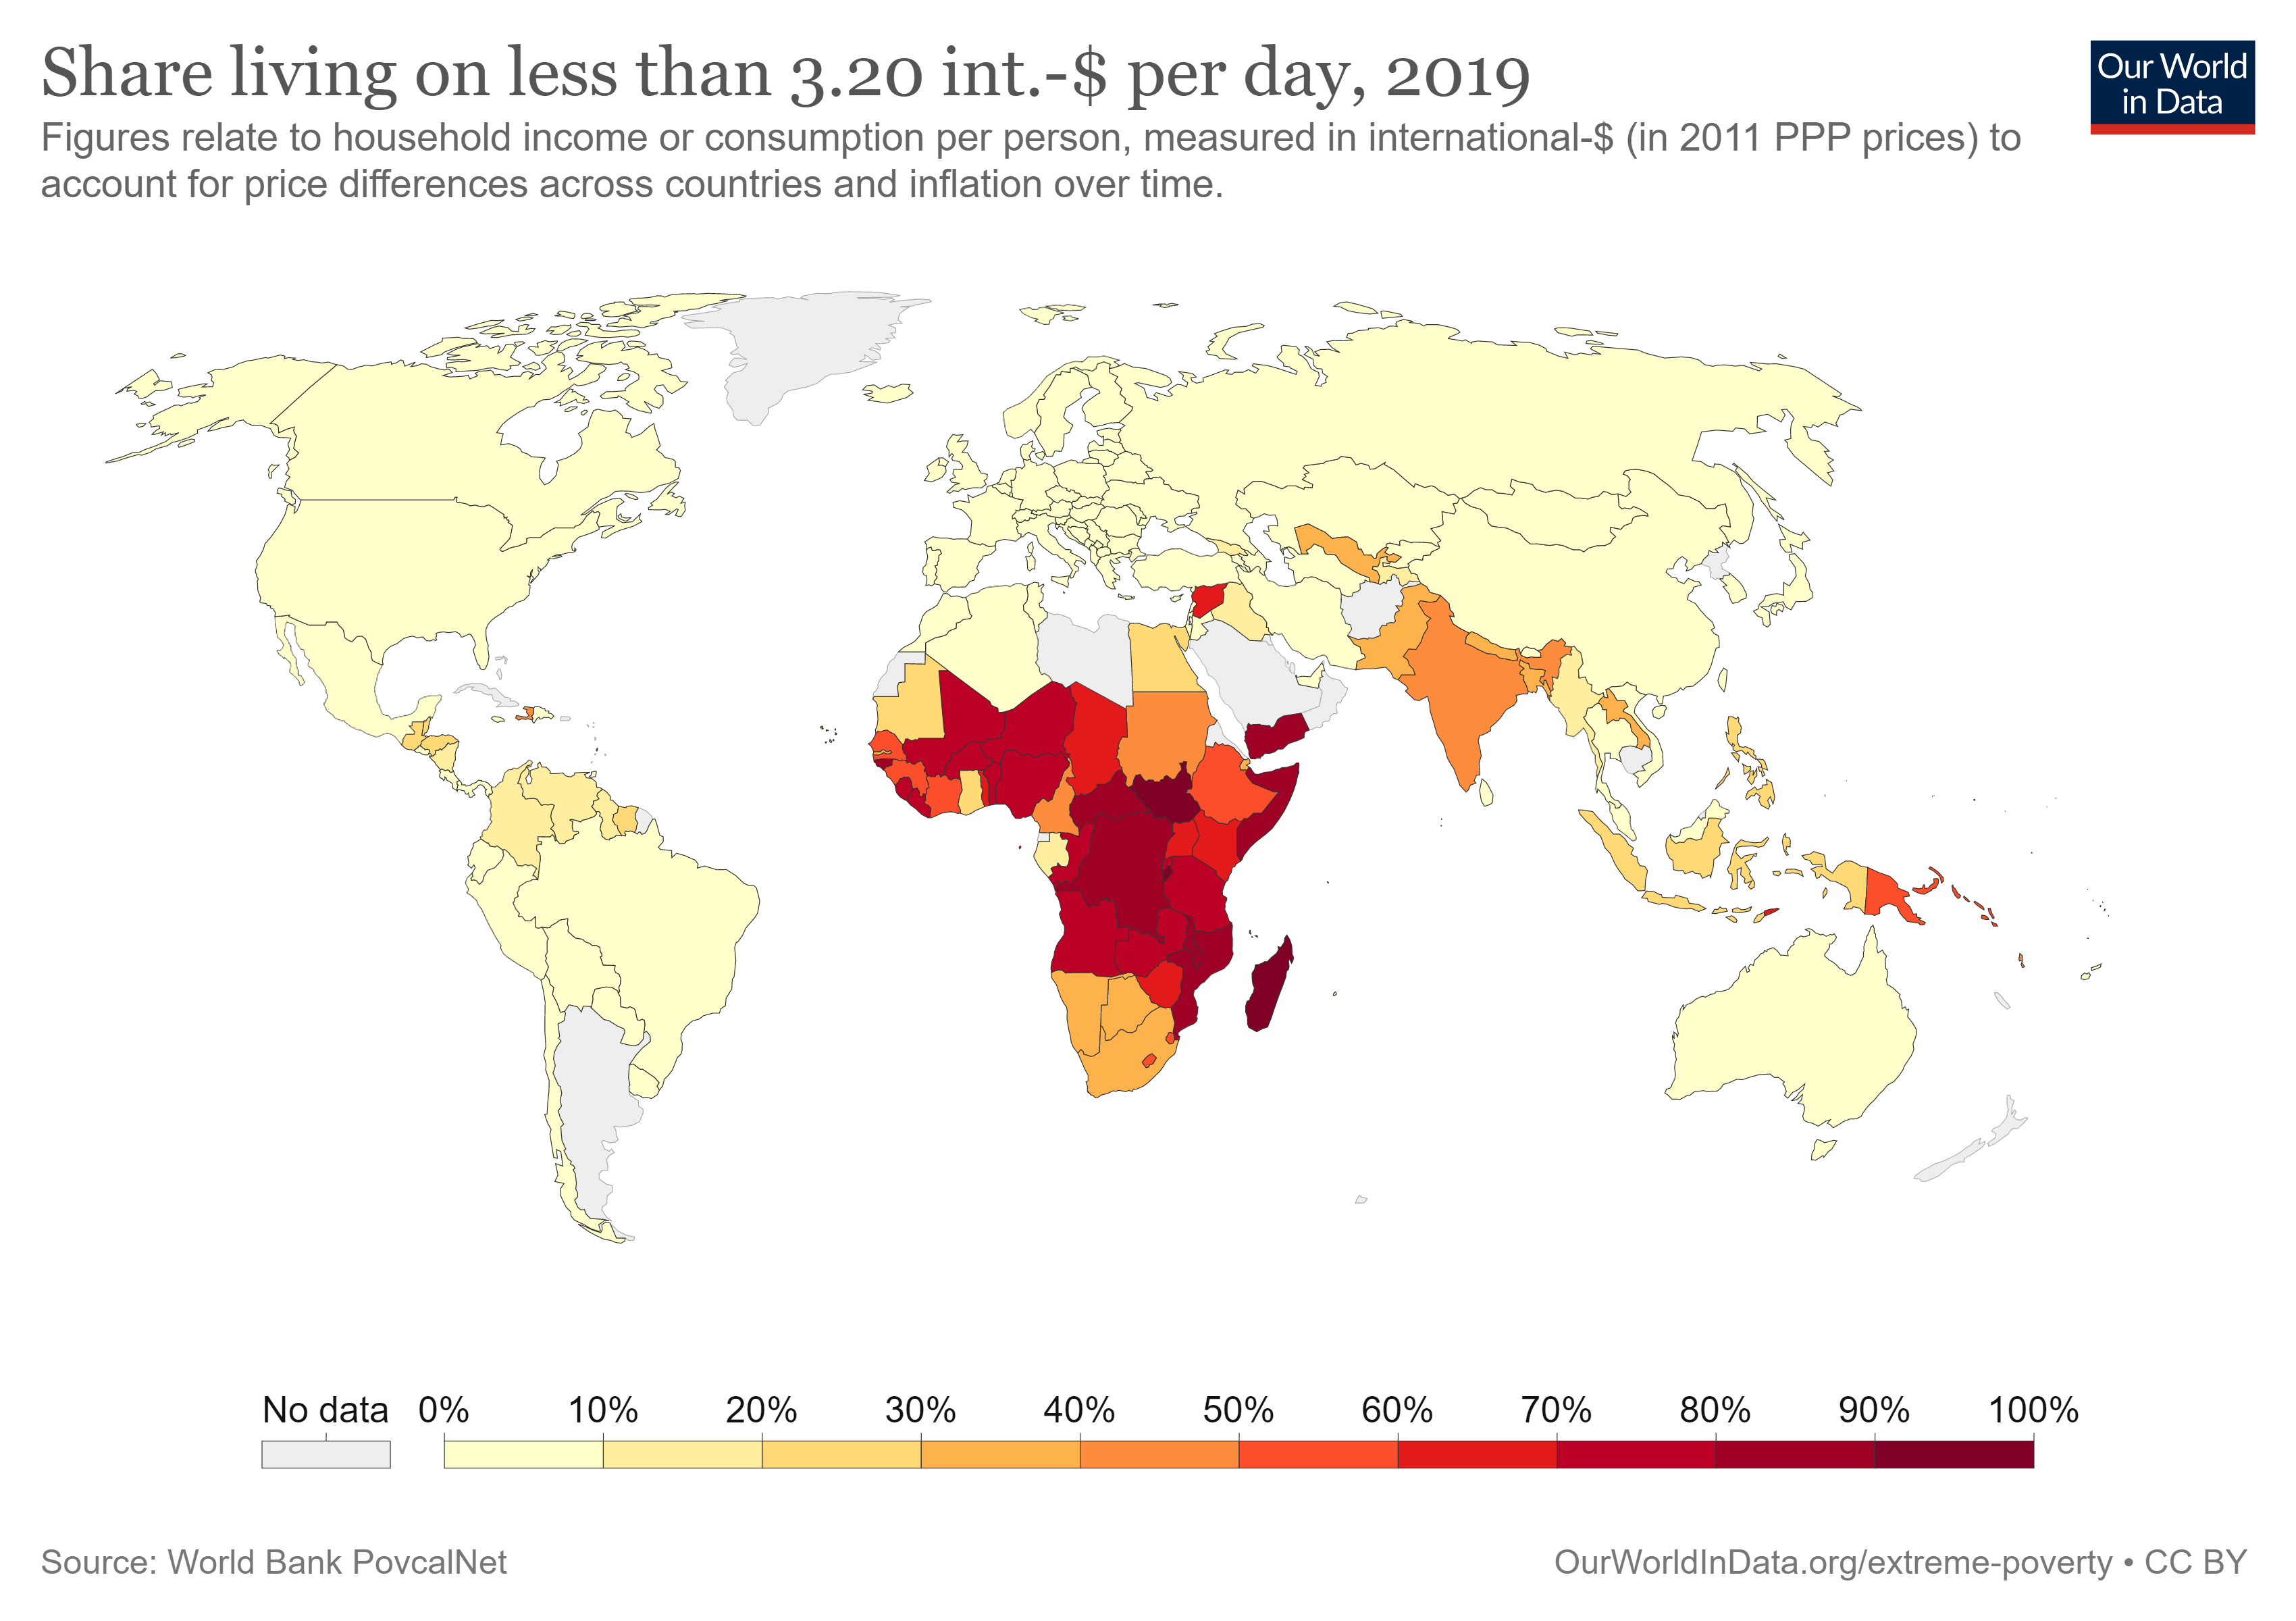 Share living on less than 3.20 int.-$ per day, 2019
Our World
in Data
Figures relate to household income or consumption per person, measured in international-$ (in 2011 PPP prices) to
account for price differences across countries and inflation over time.
No data 0% 10% 20% 30% 40% 50% 60% 70% 80% 90% 100%
Source: World Bank PovcalNet
OurWorldInData.org/extreme-poverty • CC BY